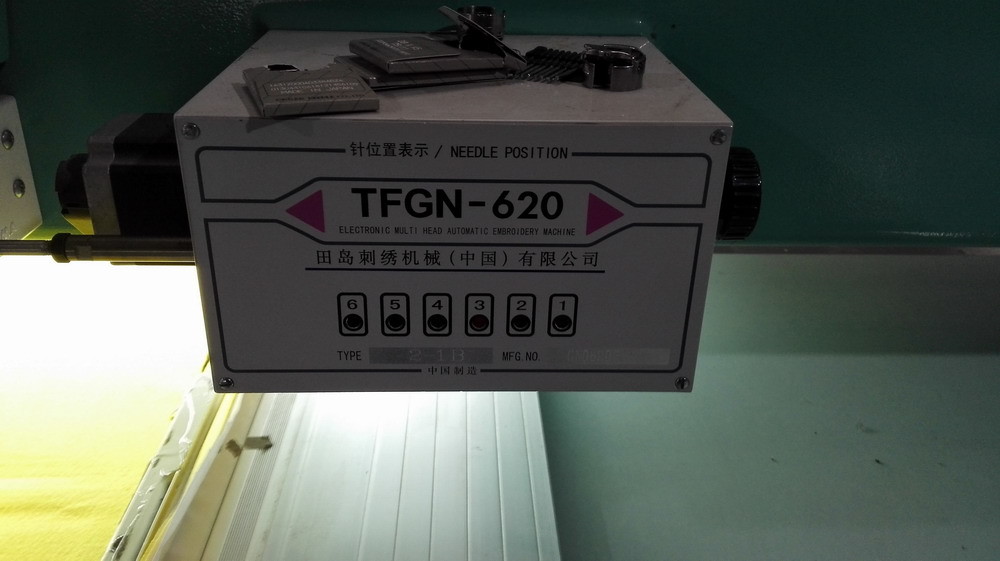 针位置表示 / NEEDLE POSITION
TFGN-620
ELECTRONIC MULTI HEAD AUTOMATIC EMBROIDERY MACHINE
田岛刺绣机械(中国)有限公司
6 5 4 3 2 1
TYPE 2-1B MFG NO.
中国制造